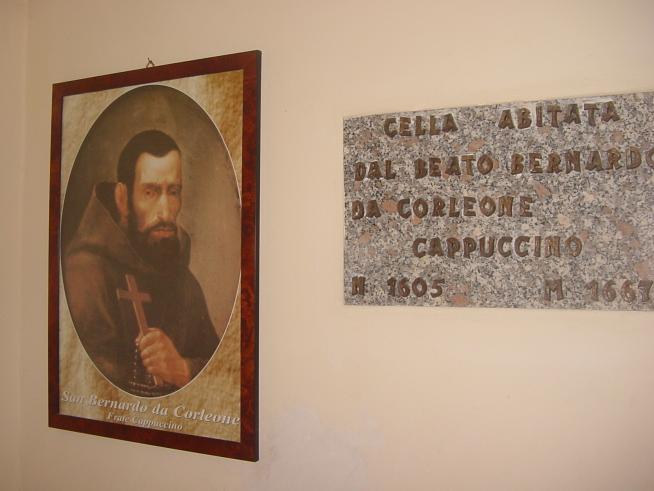 San Bernardo da Corleone
Frate Cappuccino
CELLA ABITATA
DAL BEATO BERNARDO
DA CORLEONE
CAPPUCCINO
N 1605 M 1667